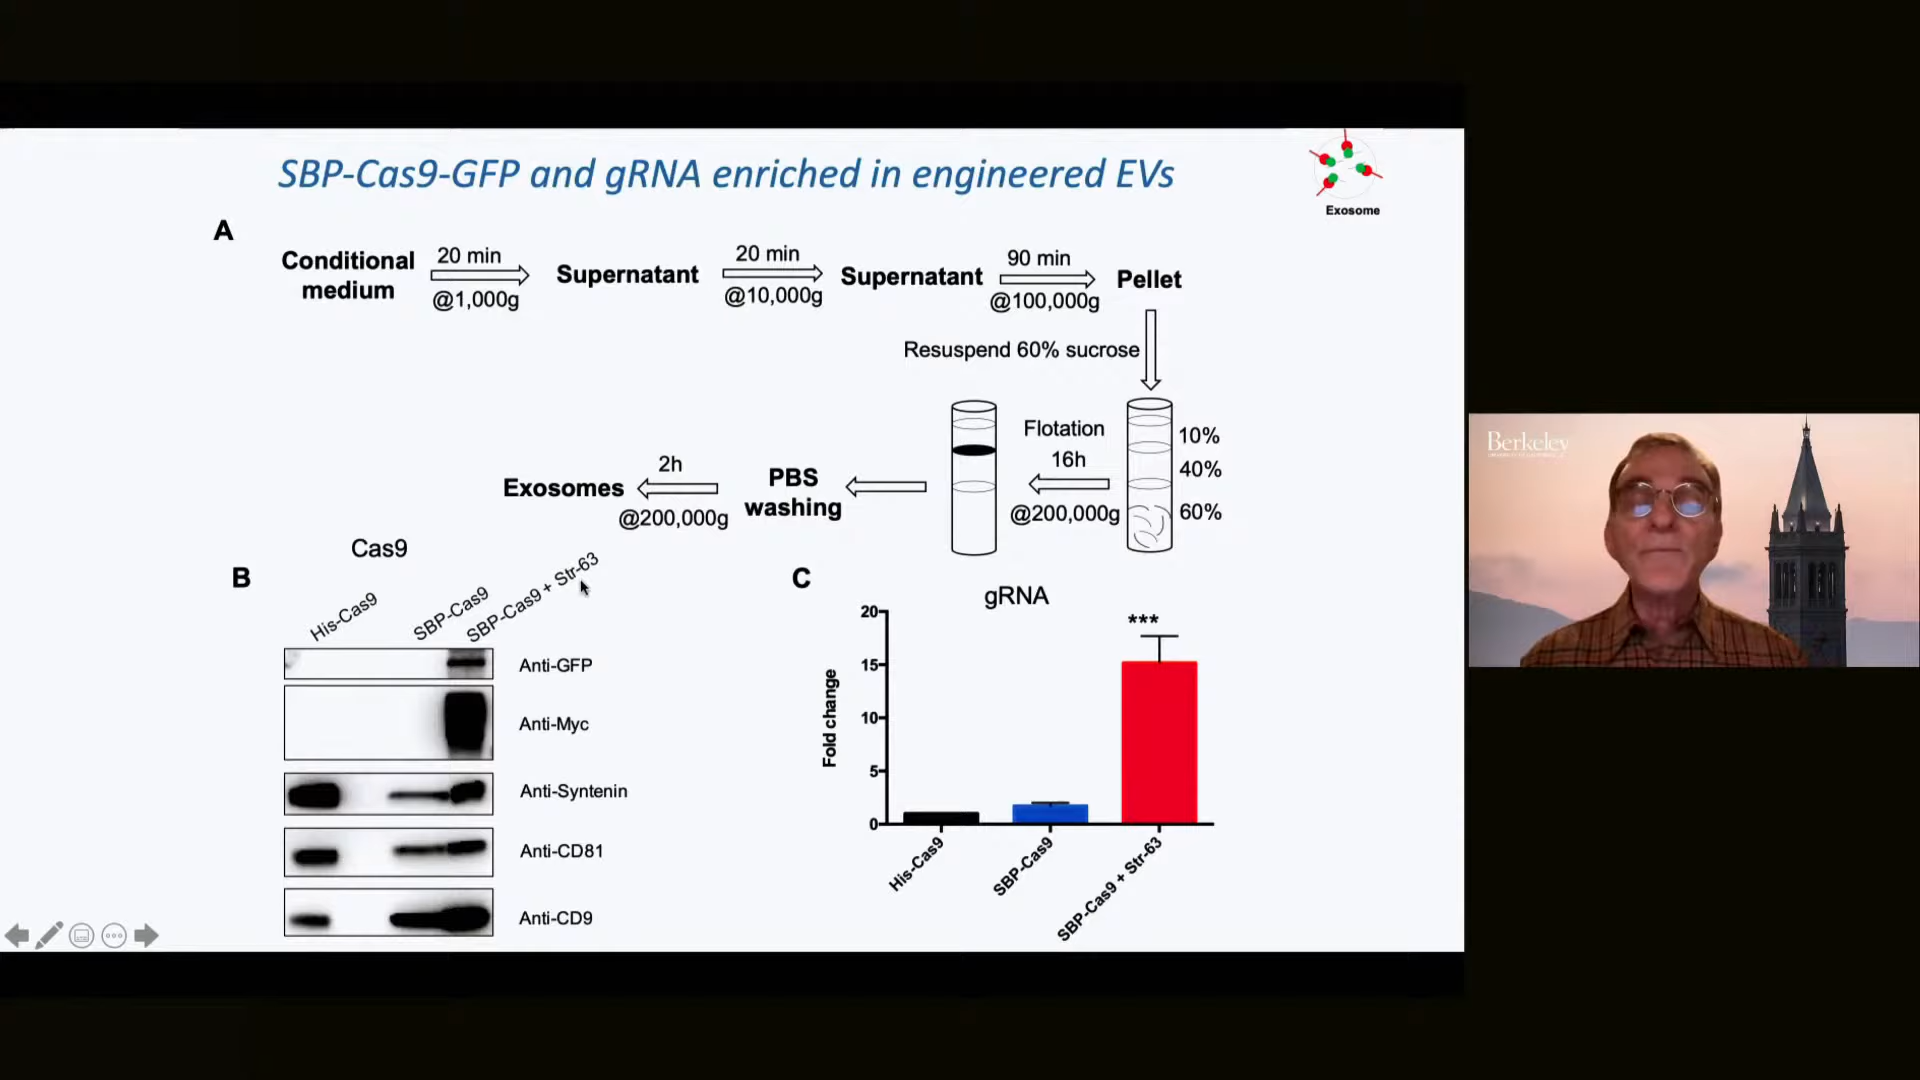 SBP-Cas9-GFP and gRNA enriched in engineered EVs
Exosome
A
Conditional
medium
20 min
@1,000g
Supernatant
20 min
@10,000g
Supernatant
90 min
@100,000g
Pellet
Resuspend 60% sucrose
10%
40%
60%
Flotation
16h
@200,000g
PBS
washing
2h
@200,000g
Exosomes
B
Cas9
His-Cas9
SBP-Cas9
SBP-Cas9 + Str-63
Anti-GFP
Anti-Myc
Anti-Syntenin
Anti-CD81
Anti-CD9
C
gRNA
***
Fold change
20
15
10
5
0
His-Cas9
SBP-Cas9
SBP-Cas9 + Str-63
Berkeley